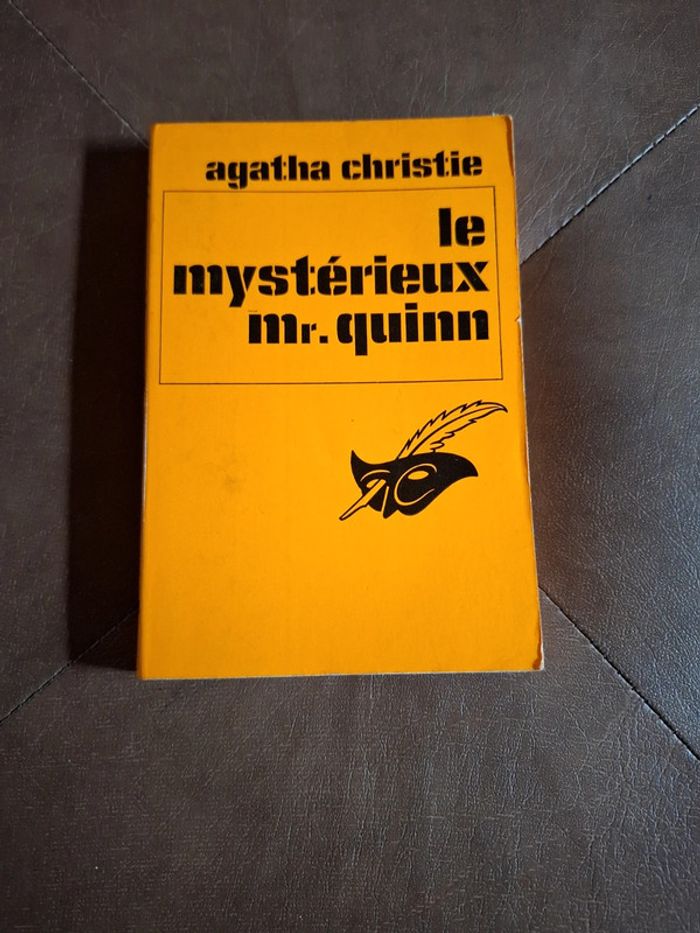 agatha christie
le
mystérieux
mr. quinn